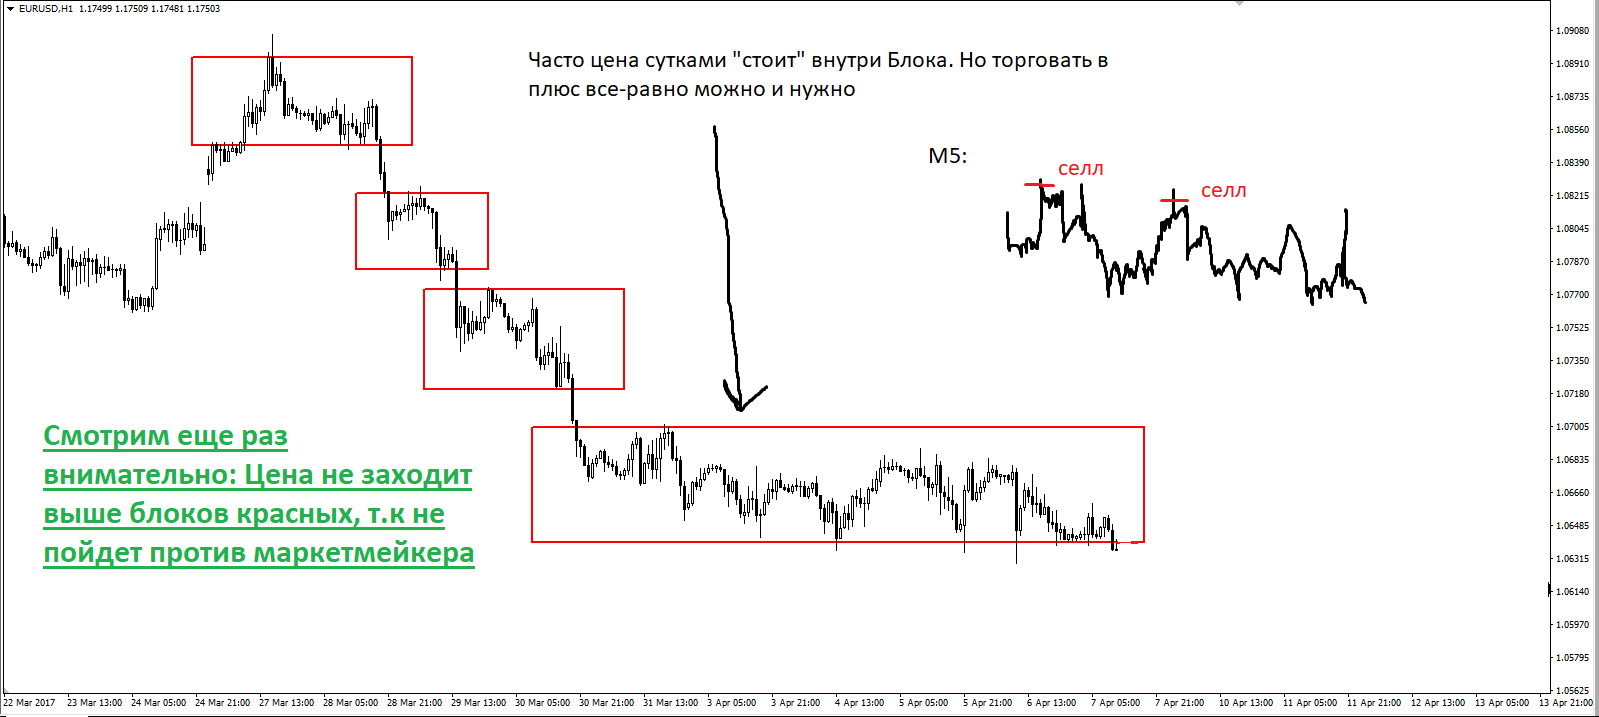 EURUSD,H1 1.17499 1.17509 1.17481 1.17503
Часто цена сутками "стоит" внутри Блока. Но торговать в
плюс все-равно можно и нужно
М5:
селл
селл
Смотрим еще раз
внимательно: Цена не заходит
выше блоков красных, т.к не
пойдет против маркетмейкера
1.09080
1.08910
1.08735
1.08560
1.08390
1.08215
1.08045
1.07870
1.07700
1.07525
1.07350
1.07180
1.07005
1.06835
1.06660
1.06485
1.06315
1.06140
1.05970
1.05795
1.05625
22 Mar 2017
23 Mar 13:00
23 Mar 21:00
24 Mar 13:00
24 Mar 21:00
27 Mar 13:00
28 Mar 05:00
28 Mar 21:00
29 Mar 13:00
30 Mar 05:00
30 Mar 21:00
31 Mar 13:00
3 Apr 05:00
3 Apr 21:00
4 Apr 13:00
5 Apr 05:00
5 Apr 21:00
6 Apr 13:00
7 Apr 05:00
7 Apr 21:00
10 Apr 13:00
11 Apr 05:00
11 Apr 21:00
12 Apr 13:00
13 Apr 05:00
13 Apr 21:00